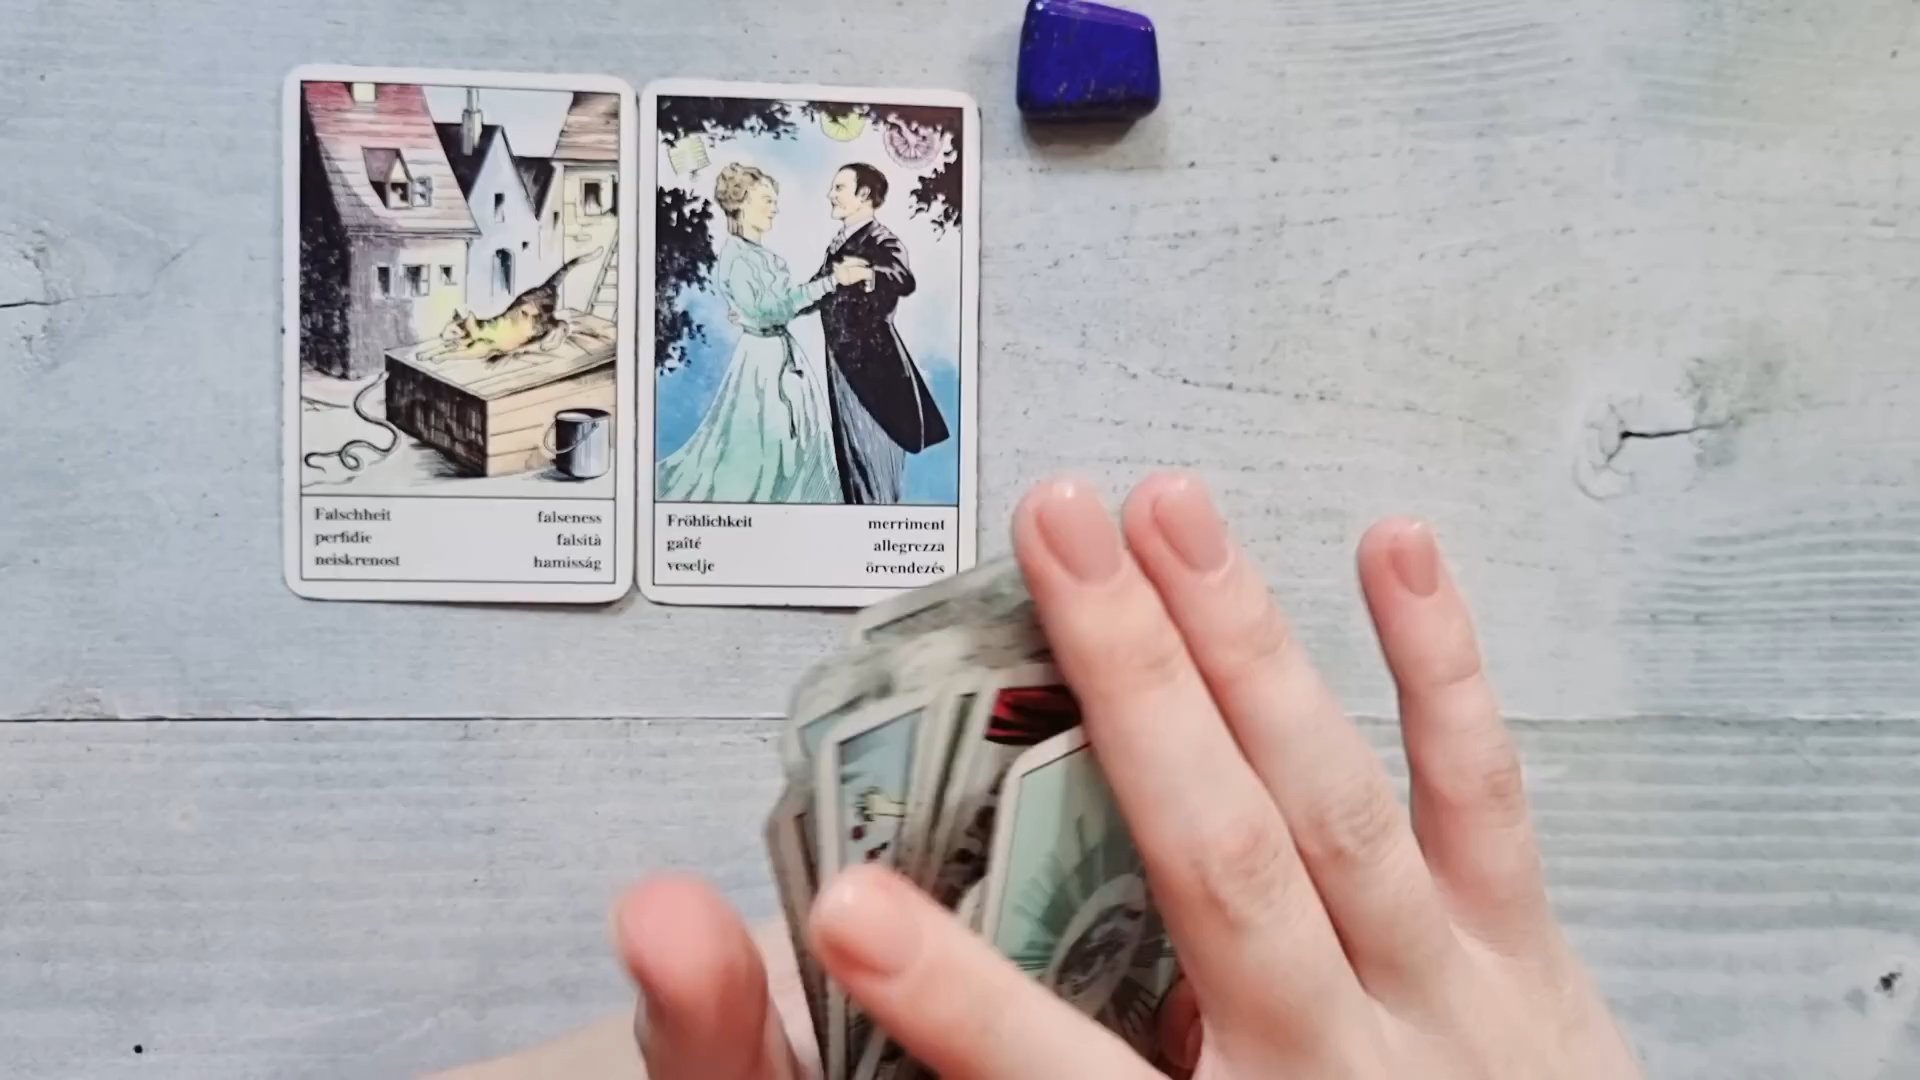 Falschheit falseness
perfidie falsità
neiskrenost hamisság
Fröhlichkeit merriment
gaîté allegrezza
veselje örvendezés